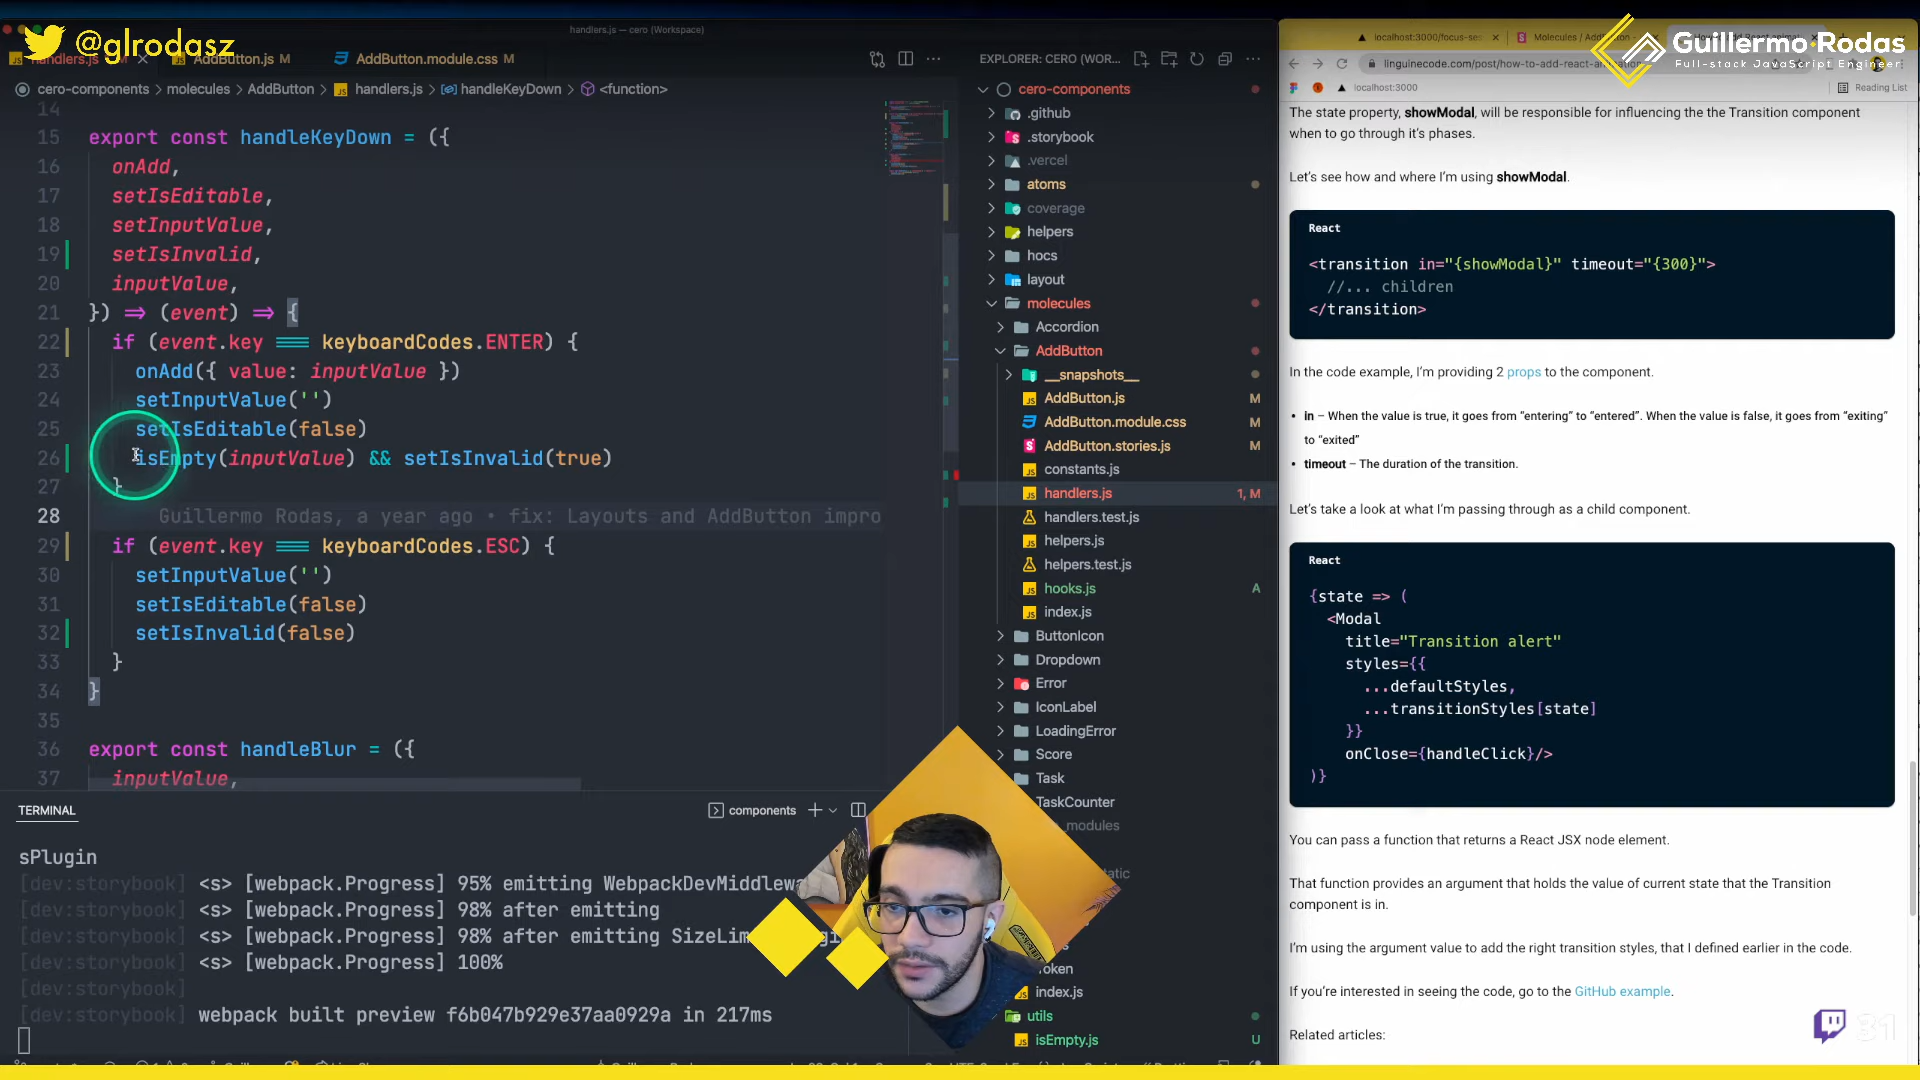 @glrodasz
handlers.js — cero (Workspace)
handlers.js
AddButton.js M
AddButton.module.css M
cero-components > molecules > AddButton > handlers.js > handleKeyDown > <function>
14
15 export const handleKeyDown = ({
16 onAdd,
17 setIsEditable,
18 setInputValue,
19 setIsInvalid,
20 inputValue,
21 }) => (event) => {
22 if (event.key === keyboardCodes.ENTER) {
23 onAdd({ value: inputValue })
24 setInputValue('')
25 setIsEditable(false)
26 isEmpty(inputValue) && setIsInvalid(true)
27 }
28 Guillermo Rodas, a year ago • fix: Layouts and AddButton impro
29 if (event.key === keyboardCodes.ESC) {
30 setInputValue('')
31 setIsEditable(false)
32 setIsInvalid(false)
33 }
34 }
35
36 export const handleBlur = ({
37 inputValue,
TERMINAL
components
sPlugin
[dev:storybook] <s> [webpack.Progress] 95% emitting WebpackDevMiddlewa
[dev:storybook] <s> [webpack.Progress] 98% after emitting
[dev:storybook] <s> [webpack.Progress] 98% after emitting SizeLim
[dev:storybook] <s> [webpack.Progress] 100%
[dev:storybook]
[dev:storybook] webpack built preview f6b047b929e37aa0929a in 217ms
EXPLORER: CERO (WOR...
cero-components
.github
.storybook
.vercel
atoms
coverage
helpers
hocs
layout
molecules
Accordion
AddButton
__snapshots__
AddButton.js M
AddButton.module.css M
AddButton.stories.js M
constants.js
handlers.js 1, M
handlers.test.js
helpers.js
helpers.test.js
hooks.js A
index.js
ButtonIcon
Dropdown
Error
IconLabel
LoadingError
Score
Task
TaskCounter
_modules
Token
index.js
utils
isEmpty.js U
Guillermo Rodas
Full-stack JavaScript Engineer
localhost:3000/focus-se
Molecules / AddButton
linguinecode.com/post/how-to-add-react-animation
localhost:3000
Reading List
The state property, showModal, will be responsible for influencing the the Transition component
when to go through it's phases.
Let's see how and where I'm using showModal.
React
<transition in="{showModal}" timeout="{300}">
//... children
</transition>
In the code example, I'm providing 2 props to the component.
• in – When the value is true, it goes from “entering” to “entered”. When the value is false, it goes from “exiting”
to “exited”
• timeout – The duration of the transition.
Let's take a look at what I'm passing through as a child component.
React
{state => (
<Modal
title="Transition alert"
styles={{
...defaultStyles,
...transitionStyles[state]
}}
onClose={handleClick}/>
)}
You can pass a function that returns a React JSX node element.
That function provides an argument that holds the value of current state that the Transition
component is in.
I'm using the argument value to add the right transition styles, that I defined earlier in the code.
If you're interested in seeing the code, go to the GitHub example.
Related articles:
31